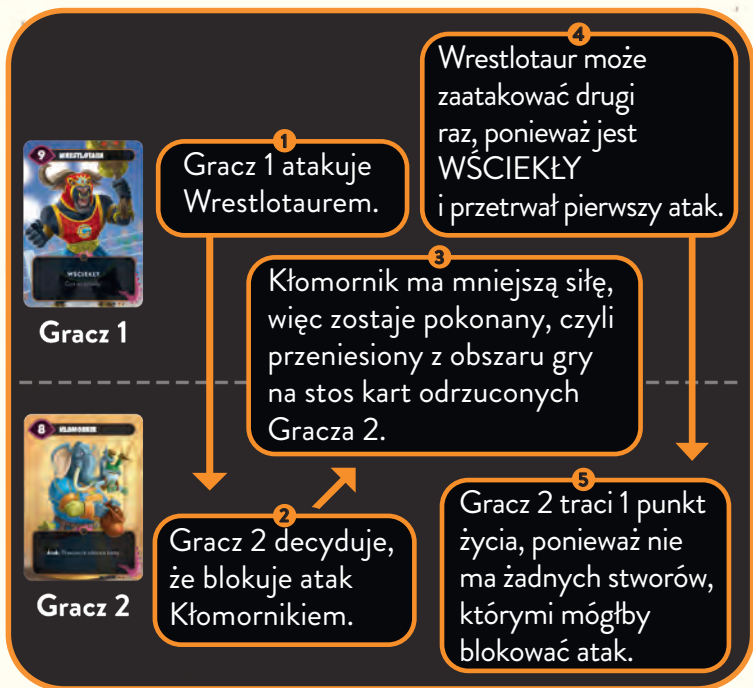 9 WRESTLOTAUR
WŚCIEKŁY
Gracz 1
1
Gracz 1 atakuje
Wrestlotaurem.
8 KŁOMORNIK
Gracz 2
2
Gracz 2 decyduje,
że blokuje atak
Kłomornikiem.
3
Kłomornik ma mniejszą siłę,
więc zostaje pokonany, czyli
przeniesiony z obszaru gry
na stos kart odrzuconych
Gracza 2.
4
Wrestlotaur może
zaatakować drugi
raz, ponieważ jest
WŚCIEKŁY
i przetrwał pierwszy atak.
5
Gracz 2 traci 1 punkt
życia, ponieważ nie
ma żadnych stworów,
którymi mógłby
blokować atak.